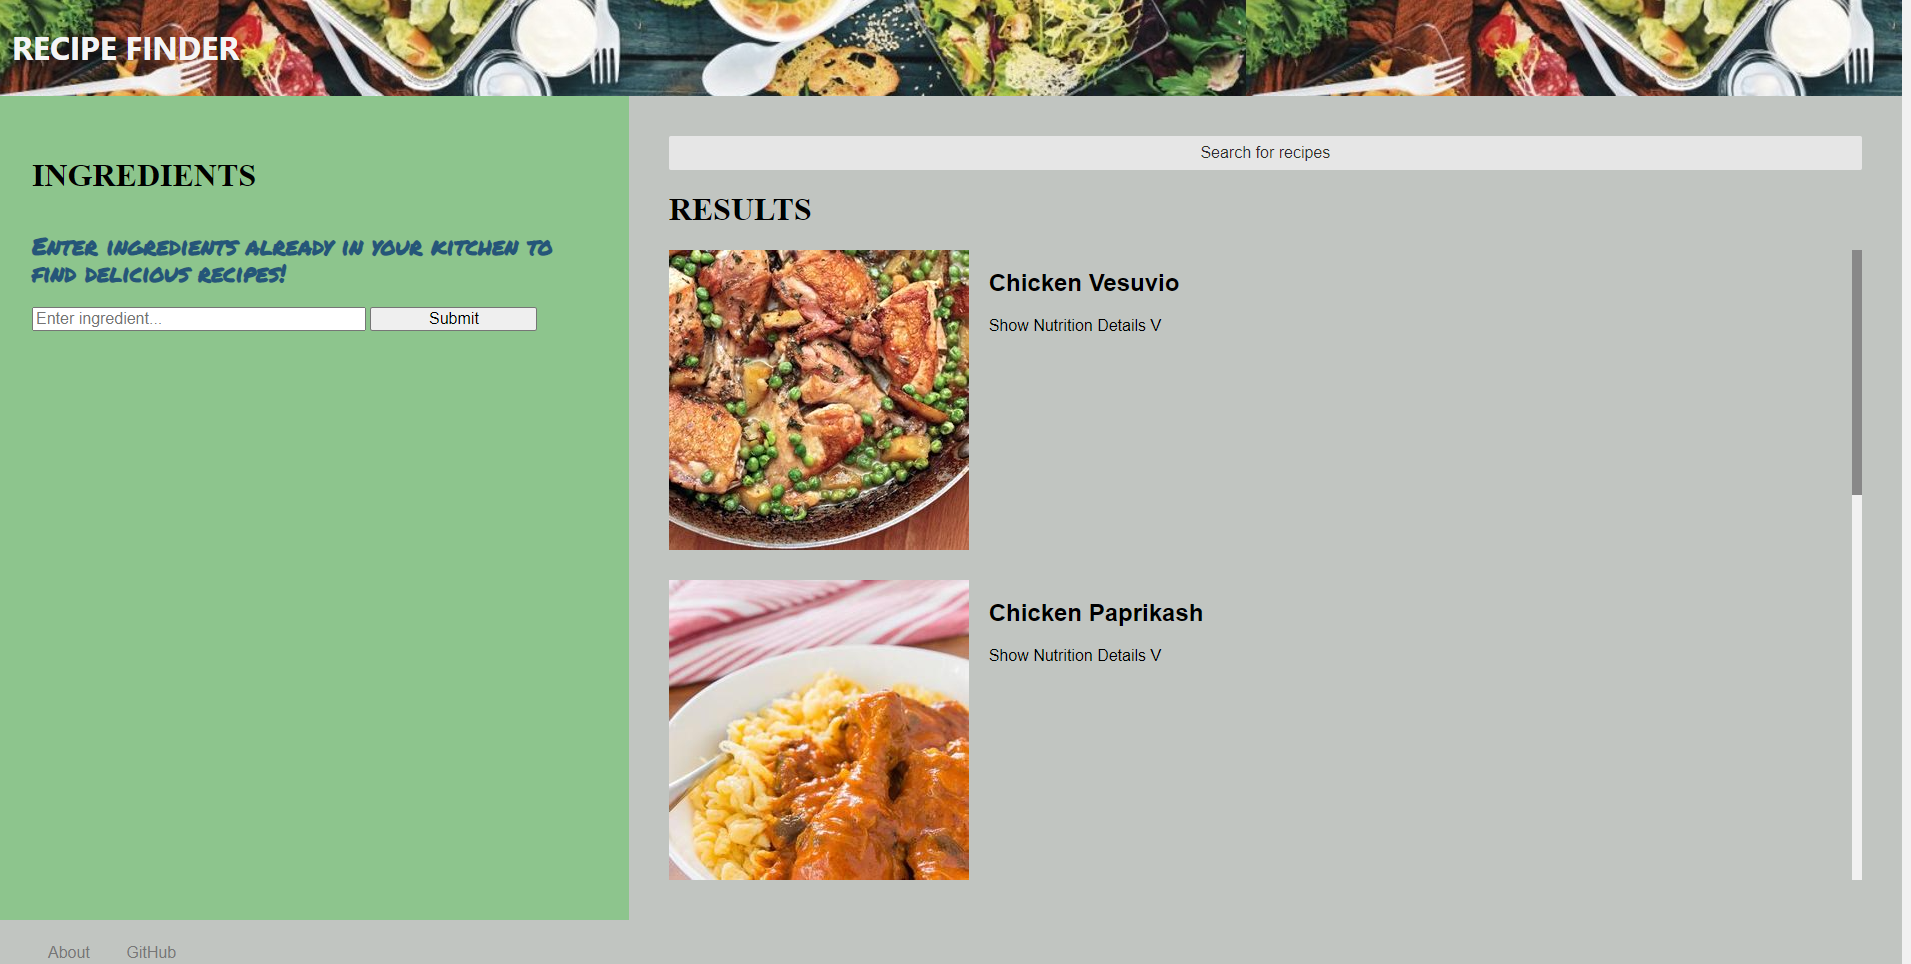 RECIPE FINDER
INGREDIENTS
Enter ingredients already in your kitchen to
find delicious recipes!
Enter ingredient...
Submit
Search for recipes
RESULTS
Chicken Vesuvio
Show Nutrition Details V
Chicken Paprikash
Show Nutrition Details V
About
GitHub